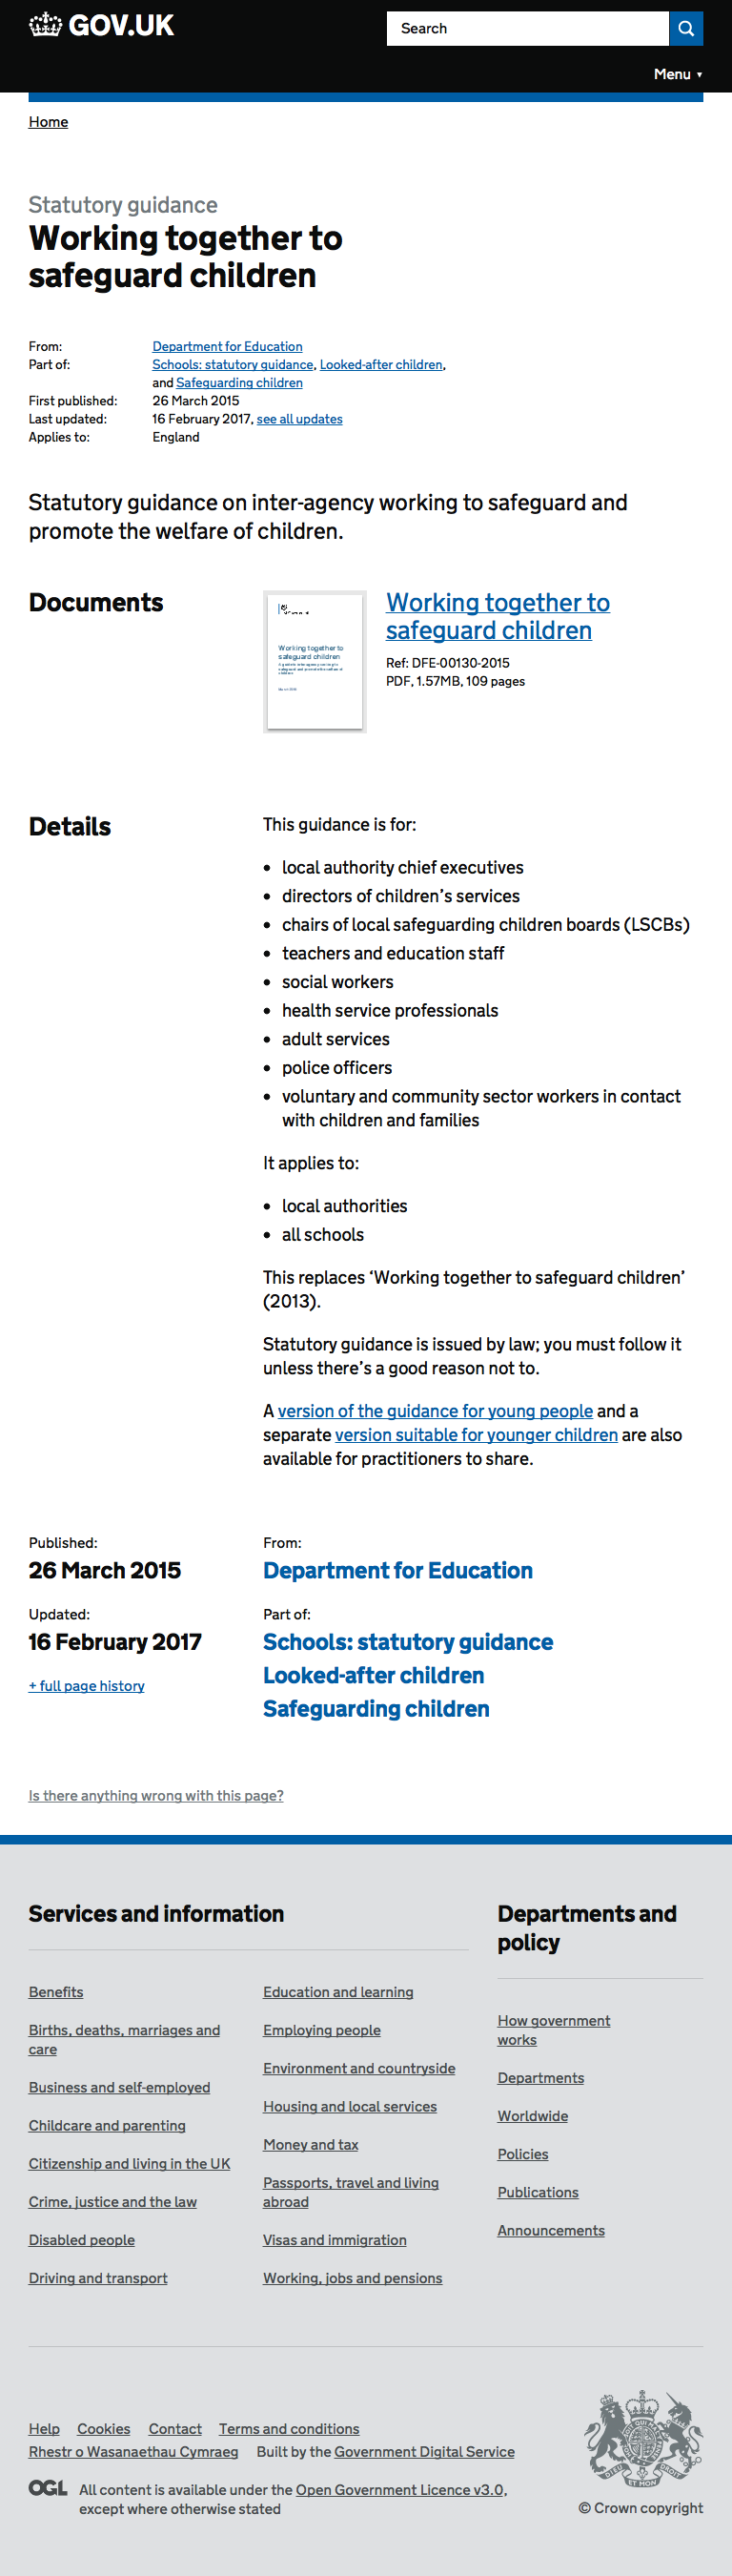 GOV.UK
Search
Menu ▼
Home
Statutory guidance
Working together to
safeguard children
From: Department for Education
Part of: Schools: statutory guidance, Looked-after children,
and Safeguarding children
First published: 26 March 2015
Last updated: 16 February 2017, see all updates
Applies to: England
Statutory guidance on inter-agency working to safeguard and
promote the welfare of children.
Documents
Working together to
safeguard children
Working together to
safeguard children
Ref: DFE-00130-2015
PDF, 1.57MB, 109 pages
Details
This guidance is for:
• local authority chief executives
• directors of children’s services
• chairs of local safeguarding children boards (LSCBs)
• teachers and education staff
• social workers
• health service professionals
• adult services
• police officers
• voluntary and community sector workers in contact
with children and families
It applies to:
• local authorities
• all schools
This replaces ‘Working together to safeguard children’
(2013).
Statutory guidance is issued by law; you must follow it
unless there’s a good reason not to.
A version of the guidance for young people and a
separate version suitable for younger children are also
available for practitioners to share.
Published:
26 March 2015
Updated:
16 February 2017
+ full page history
From:
Department for Education
Part of:
Schools: statutory guidance
Looked-after children
Safeguarding children
Is there anything wrong with this page?
Services and information
Benefits
Births, deaths, marriages and
care
Business and self-employed
Childcare and parenting
Citizenship and living in the UK
Crime, justice and the law
Disabled people
Driving and transport
Education and learning
Employing people
Environment and countryside
Housing and local services
Money and tax
Passports, travel and living
abroad
Visas and immigration
Working, jobs and pensions
Departments and
policy
How government
works
Departments
Worldwide
Policies
Publications
Announcements
Help Cookies Contact Terms and conditions
Rhestr o Wasanaethau Cymraeg Built by the Government Digital Service
OGL All content is available under the Open Government Licence v3.0,
except where otherwise stated
DIEU ET MON DROIT
© Crown copyright